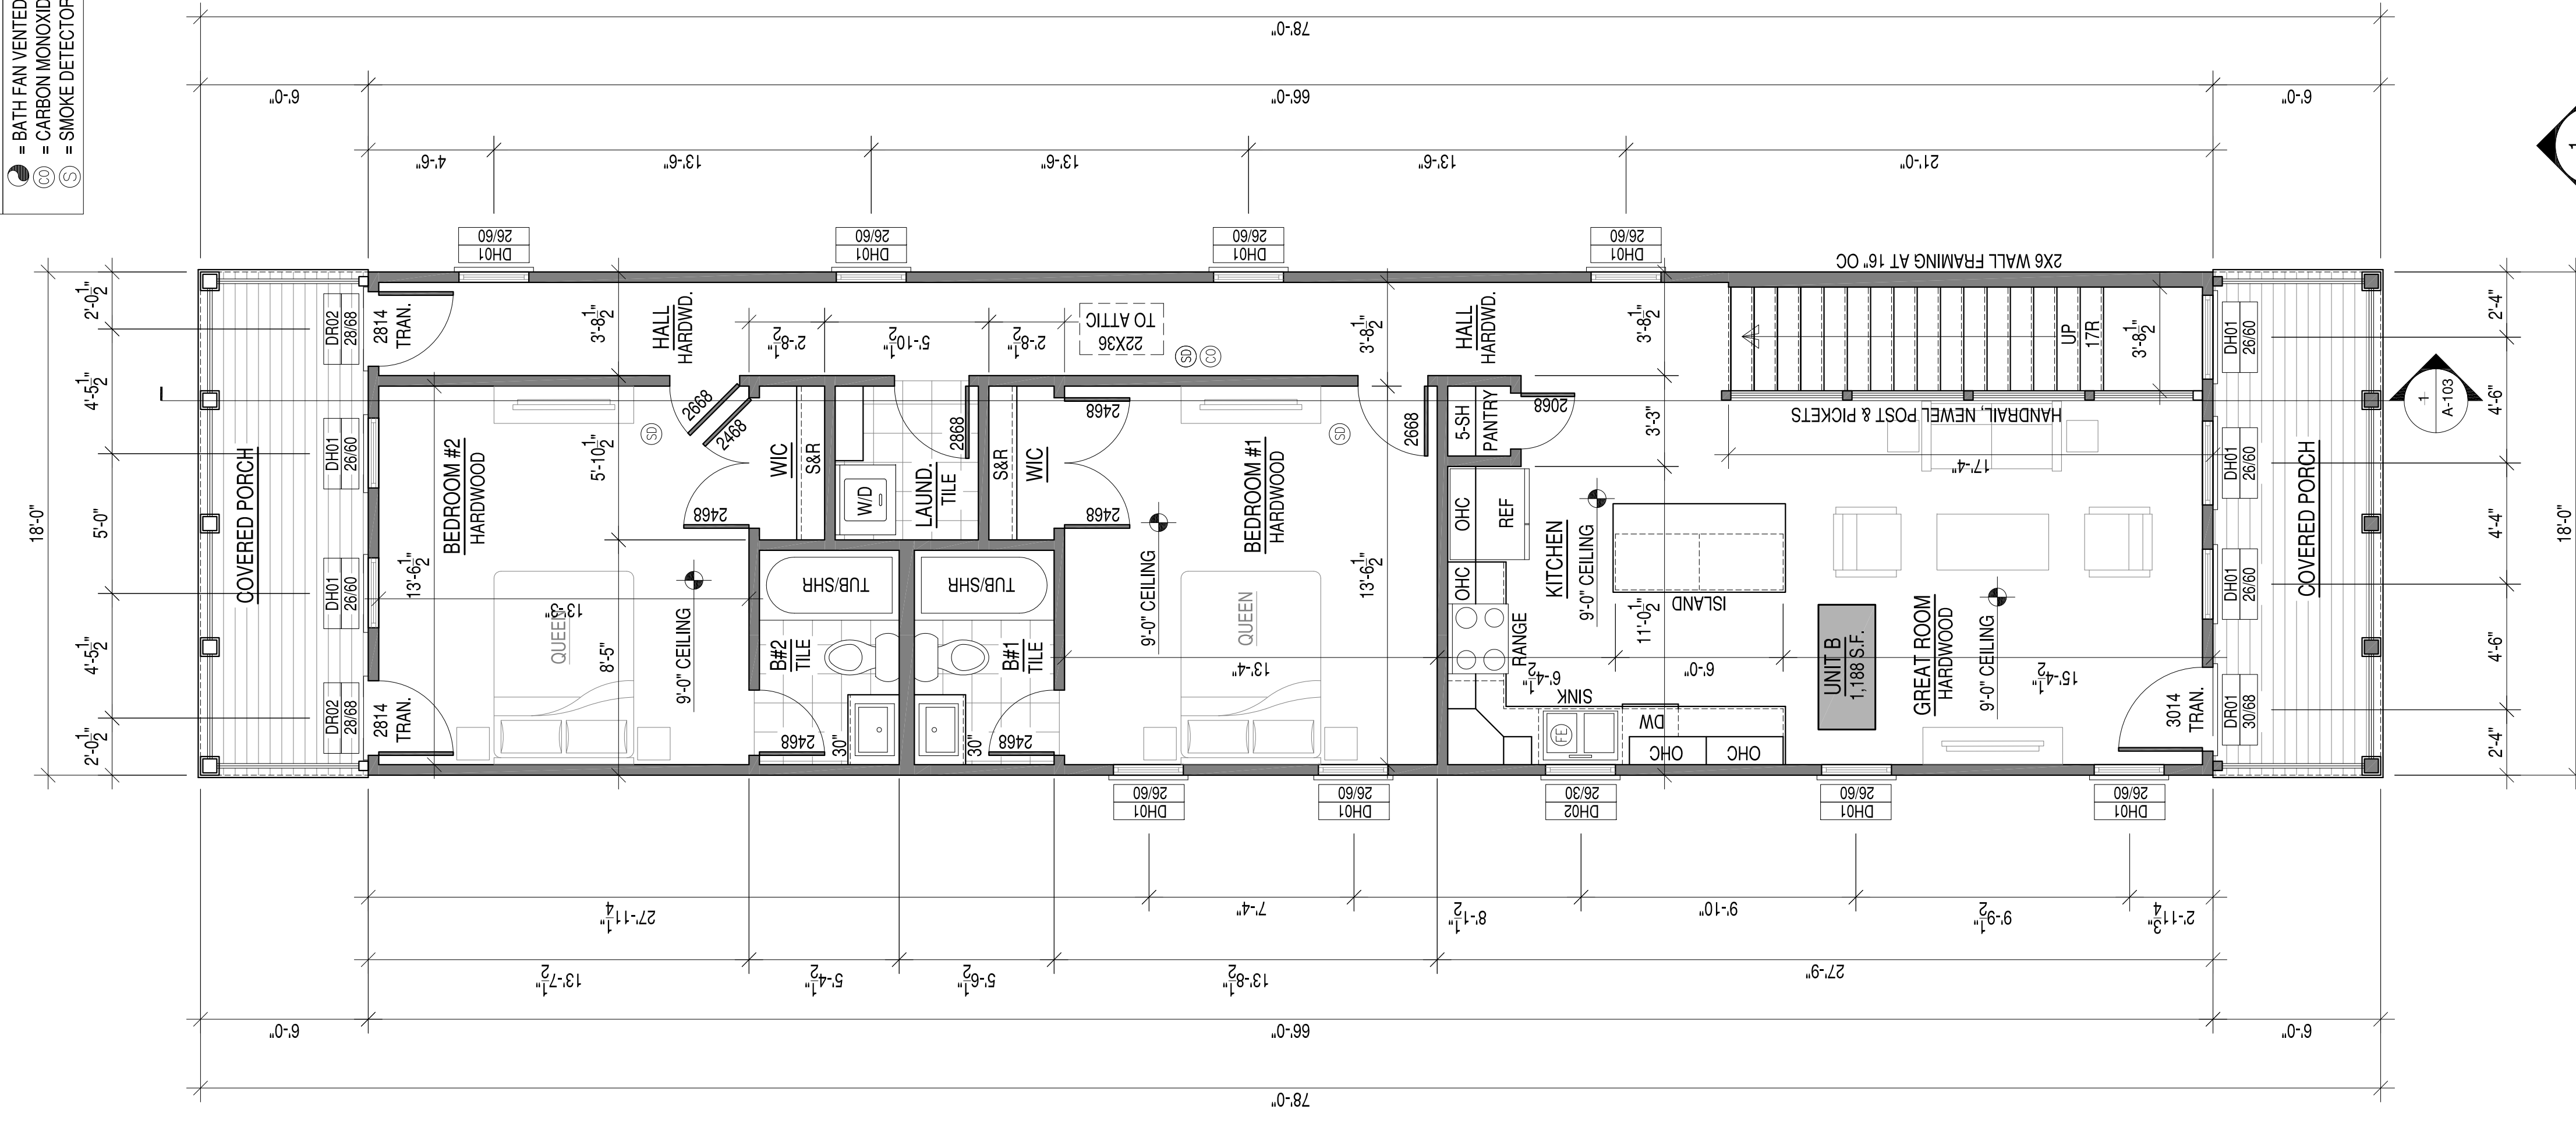 = BATH FAN VENTED
= CARBON MONOXID
= SMOKE DETECTOR
CO
S
78'-0"
6'-0"
66'-0"
6'-0"
4'-6"
13'-6"
13'-6"
13'-6"
21'-0"
DH01
26/60
DH01
26/60
DH01
26/60
DH01
26/60
2X6 WALL FRAMING AT 16" OC
18'-0"
2'-0 1/2"
4'-5 1/2"
5'-0"
4'-5 1/2"
2'-0 1/2"
COVERED PORCH
DR02
28/68
DH01
26/60
DH01
26/60
DR02
28/68
2814
TRAN.
2814
TRAN.
BEDROOM #2
HARDWOOD
13'-6 1/2"
13'-3"
QUEEN
5'-10 1/2"
8'-5"
9'-0" CEILING
SD
3'-8 1/2"
HALL
HARDWD.
2668
2468
2468
2'-8 1/2"
5'-10 1/2"
2'-8 1/2"
WIC
S&R
W/D
LAUND.
TILE
2868
S&R
WIC
2468
2468
TUB/SHR
TUB/SHR
B#2
TILE
B#1
TILE
2468
30"
30"
2468
22X36
TO ATTIC
SD
CO
BEDROOM #1
HARDWOOD
9'-0" CEILING
QUEEN
13'-4"
13'-6 1/2"
3'-8 1/2"
SD
2668
HALL
HARDWD.
5-SH
PANTRY
2068
OHC
REF
OHC
RANGE
KITCHEN
9'-0" CEILING
3'-8 1/2"
3'-3"
11'-0 1/2"
ISLAND
6'-4 1/2"
6'-0"
SINK
FE
DW
OHC
OHC
UP
17R
3'-8 1/2"
HANDRAIL, NEWEL POST & PICKETS
17'-4"
UNIT B
1,188 S.F.
GREAT ROOM
HARDWOOD
9'-0" CEILING
15'-4 1/2"
3014
TRAN.
DH01
26/60
DH01
26/60
DH01
26/60
DR01
30/68
COVERED PORCH
1
A-103
1
2'-4"
4'-6"
4'-4"
4'-6"
2'-4"
18'-0"
DH01
26/60
DH01
26/60
DH02
26/30
DH01
26/60
DH01
26/60
27'-11 1/4"
7'-4"
8'-1 1/2"
9'-10"
9'-9 1/2"
2'-11 3/4"
13'-7 1/2"
5'-4 1/2"
5'-6 1/2"
13'-8 1/2"
27'-9"
6'-0"
66'-0"
6'-0"
78'-0"